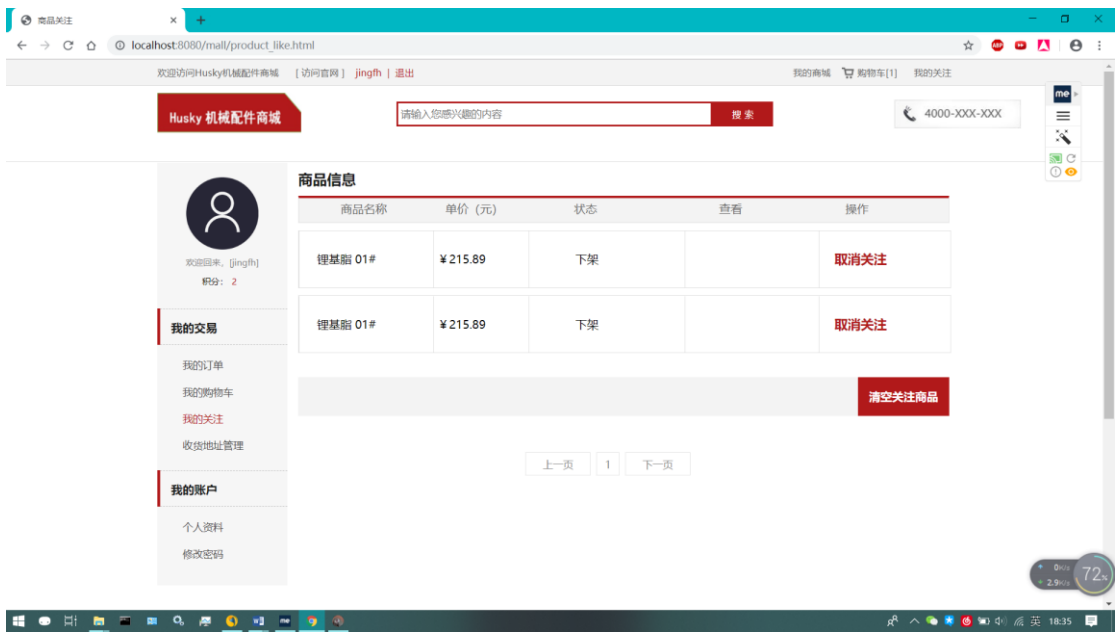 商品关注
localhost:8080/mall/product_like.html
ABP
欢迎访问Husky机械配件商城 [ 访问官网 ] jingfh | 退出
我的商城 购物车[1] 我的关注
me
Husky 机械配件商城
请输入您感兴趣的内容
搜 索
4000-XXX-XXX
欢迎回来, [jingfh]
积分: 2
我的交易
我的订单
我的购物车
我的关注
收货地址管理
我的账户
个人资料
修改密码
商品信息
商品名称 单价 (元) 状态 查看 操作
锂基脂 01# ¥ 215.89 下架 取消关注
锂基脂 01# ¥ 215.89 下架 取消关注
清空关注商品
上一页 1 下一页
0K/s
2.9K/s
72%
英 18:35